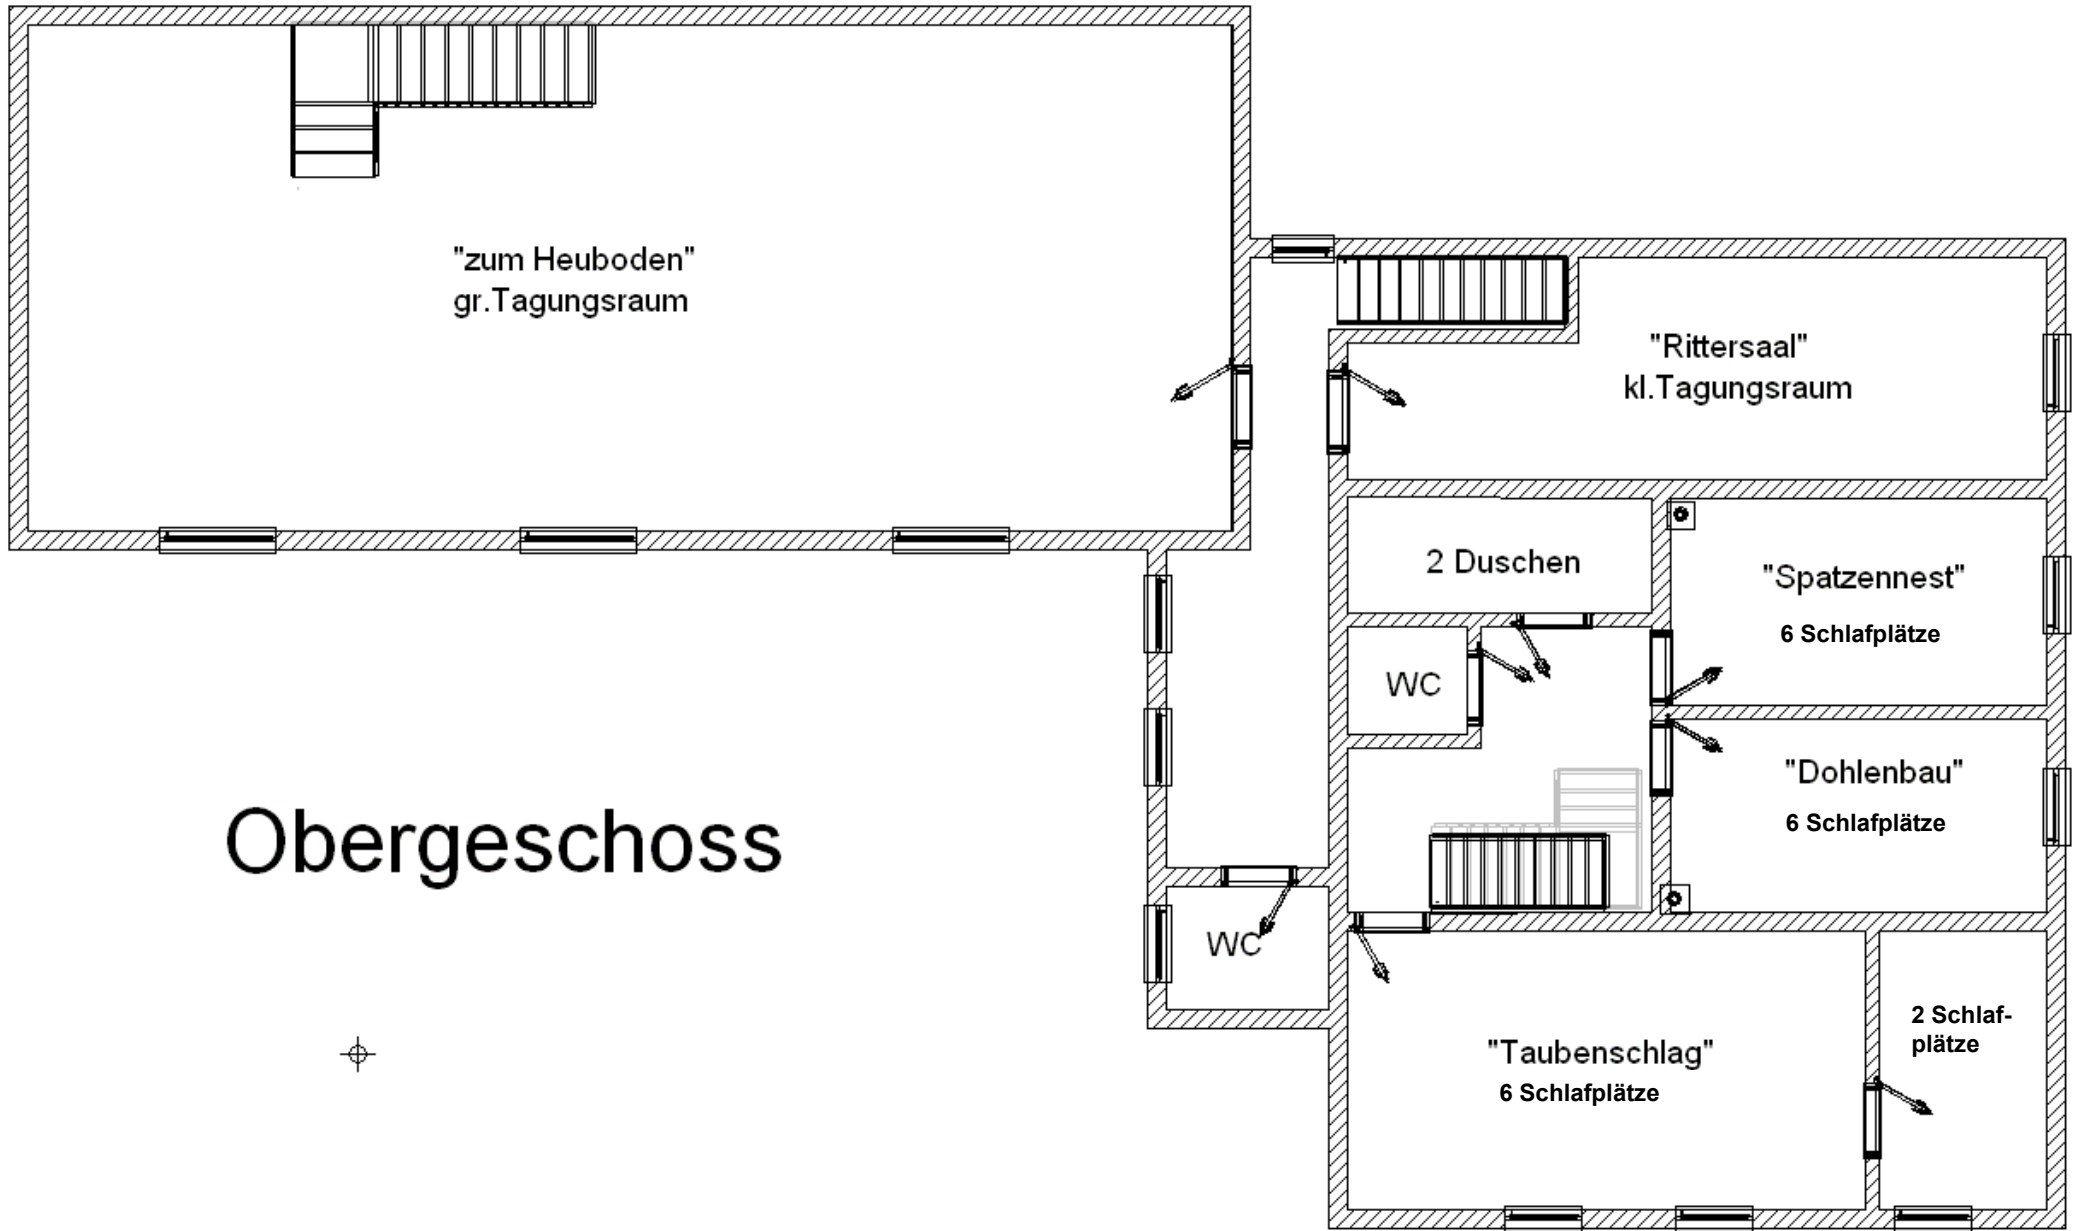 "zum Heuboden"
gr.Tagungsraum
"Rittersaal"
kl.Tagungsraum
2 Duschen
"Spatzennest"
6 Schlafplätze
WC
"Dohlenbau"
6 Schlafplätze
Obergeschoss
WC
"Taubenschlag"
6 Schlafplätze
2 Schlaf-
plätze